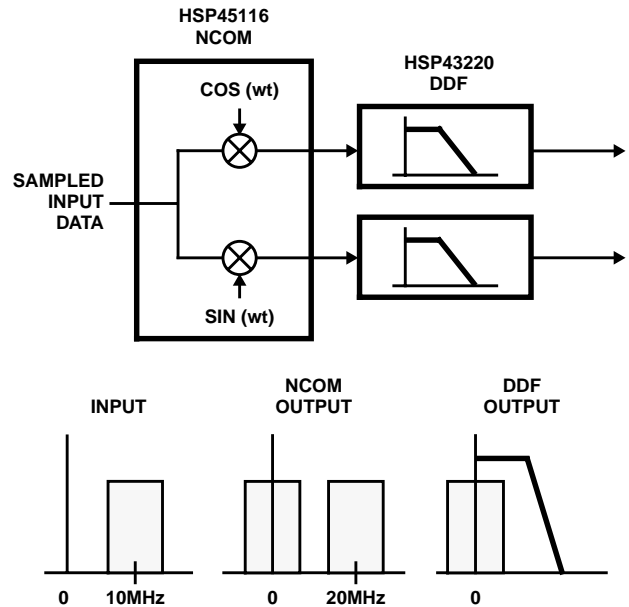 HSP45116
NCOM
HSP43220
DDF
COS (wt)
SAMPLED
INPUT
DATA
SIN (wt)
INPUT
NCOM
OUTPUT
DDF
OUTPUT
0
10MHz
0
20MHz
0